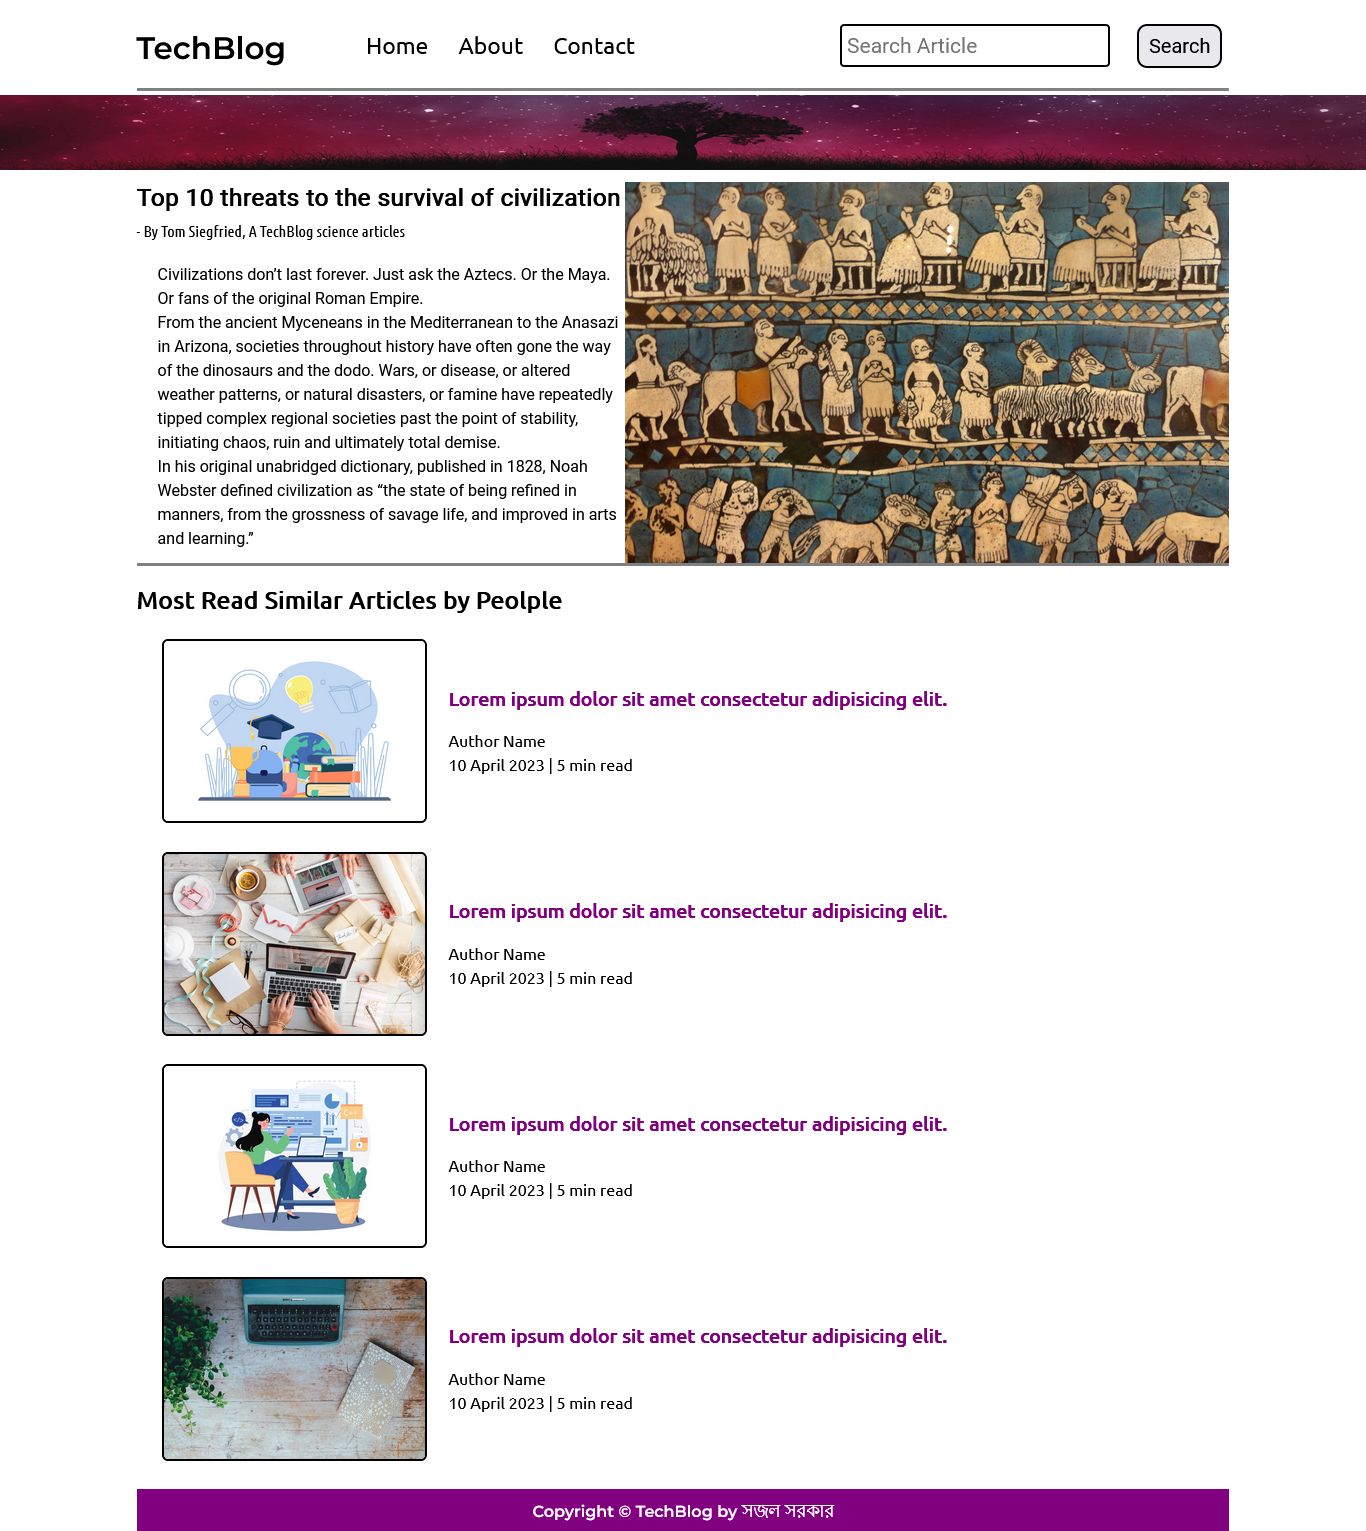 TechBlog
Home About Contact
Search Article
Search
Top 10 threats to the survival of civilization
- By Tom Siegfried, A TechBlog science articles
Civilizations don’t last forever. Just ask the Aztecs. Or the Maya.
Or fans of the original Roman Empire.
From the ancient Myceneans in the Mediterranean to the Anasazi
in Arizona, societies throughout history have often gone the way
of the dinosaurs and the dodo. Wars, or disease, or altered
weather patterns, or natural disasters, or famine have repeatedly
tipped complex regional societies past the point of stability,
initiating chaos, ruin and ultimately total demise.
In his original unabridged dictionary, published in 1828, Noah
Webster defined civilization as “the state of being refined in
manners, from the grossness of savage life, and improved in arts
and learning.”
Most Read Similar Articles by Peolple
Lorem ipsum dolor sit amet consectetur adipisicing elit.
Author Name
10 April 2023 | 5 min read
Lorem ipsum dolor sit amet consectetur adipisicing elit.
Author Name
10 April 2023 | 5 min read
C++
Lorem ipsum dolor sit amet consectetur adipisicing elit.
Author Name
10 April 2023 | 5 min read
Lorem ipsum dolor sit amet consectetur adipisicing elit.
Author Name
10 April 2023 | 5 min read
Copyright © TechBlog by সজল সরকার